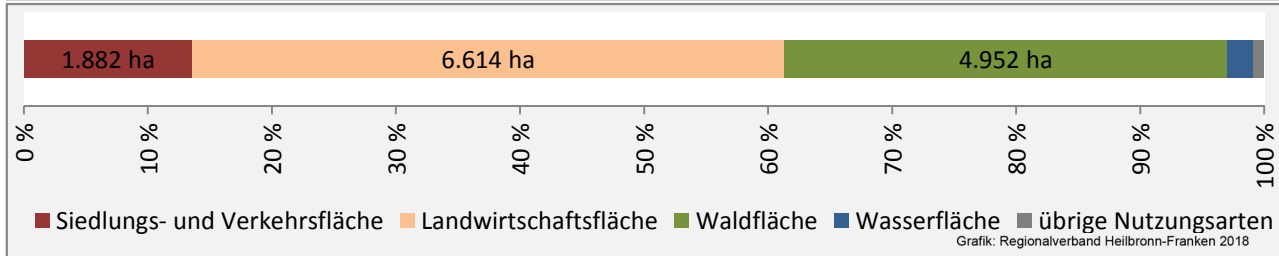 1.882 ha 6.614 ha 4.952 ha
0 % 10 % 20 % 30 % 40 % 50 % 60 % 70 % 80 % 90 % 100 %
Siedlungs- und Verkehrsfläche Landwirtschaftsfläche Waldfläche Wasserfläche übrige Nutzungsarten
Grafik: Regionalverband Heilbronn-Franken 2018